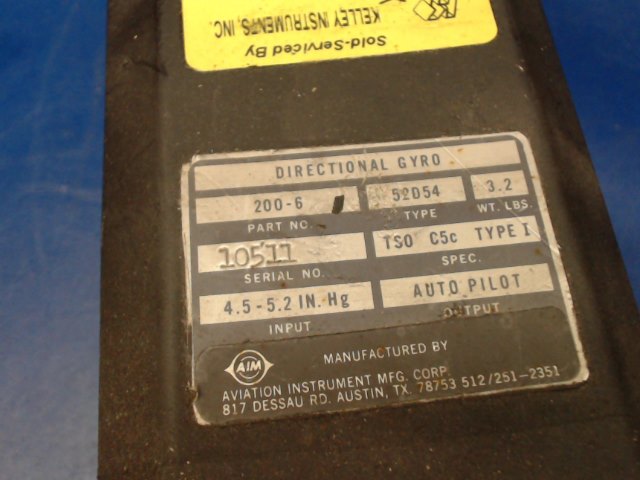 KELLEY INSTRUMENTS, INC.
Sold-Serviced By
DIRECTIONAL GYRO
200-6 52D54 3.2
PART NO. TYPE WT. LBS.
10511 TSO C5c TYPE I
SERIAL NO. SPEC.
4.5-5.2 IN. Hg AUTO PILOT
INPUT OUTPUT
MANUFACTURED BY
AIM
AVIATION INSTRUMENT MFG. CORP.
817 DESSAU RD. AUSTIN, TX. 78753 512/251-2351